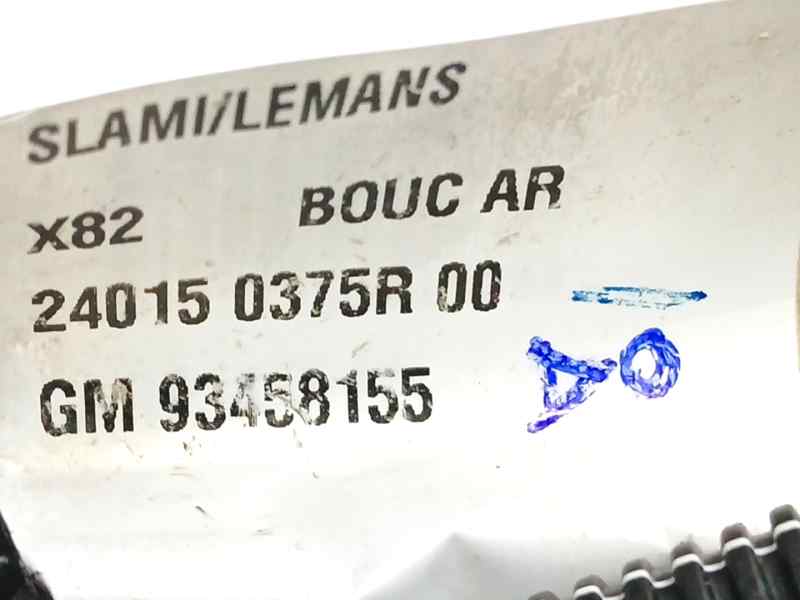 SLAMI/LEMANS
X82 BOUC AR
24015 0375R 00
GM 93458155